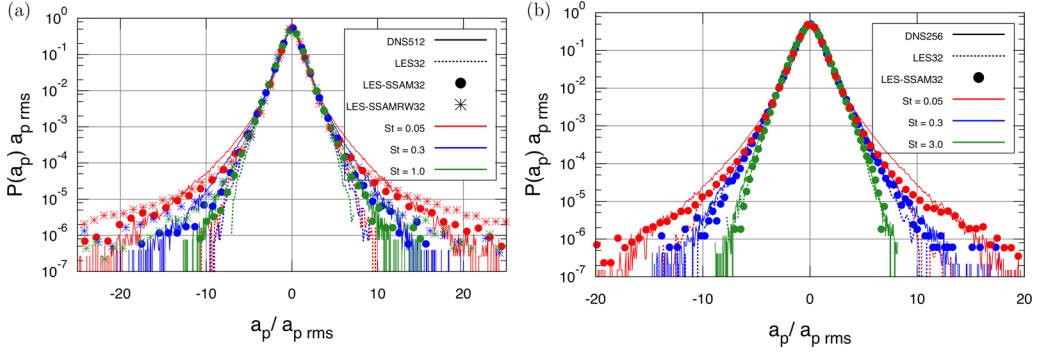 (a)
P(a_p) a_p rms
10^0
10^-1
10^-2
10^-3
10^-4
10^-5
10^-6
10^-7
DNS512
LES32
LES-SSAM32
LES-SSAMRW32
St = 0.05
St = 0.3
St = 1.0
-20 -10 0 10 20
a_p/ a_p rms
(b)
P(a_p) a_p rms
10^0
10^-1
10^-2
10^-3
10^-4
10^-5
10^-6
10^-7
DNS256
LES32
LES-SSAM32
St = 0.05
St = 0.3
St = 3.0
-20 -10 0 10 20
a_p/ a_p rms